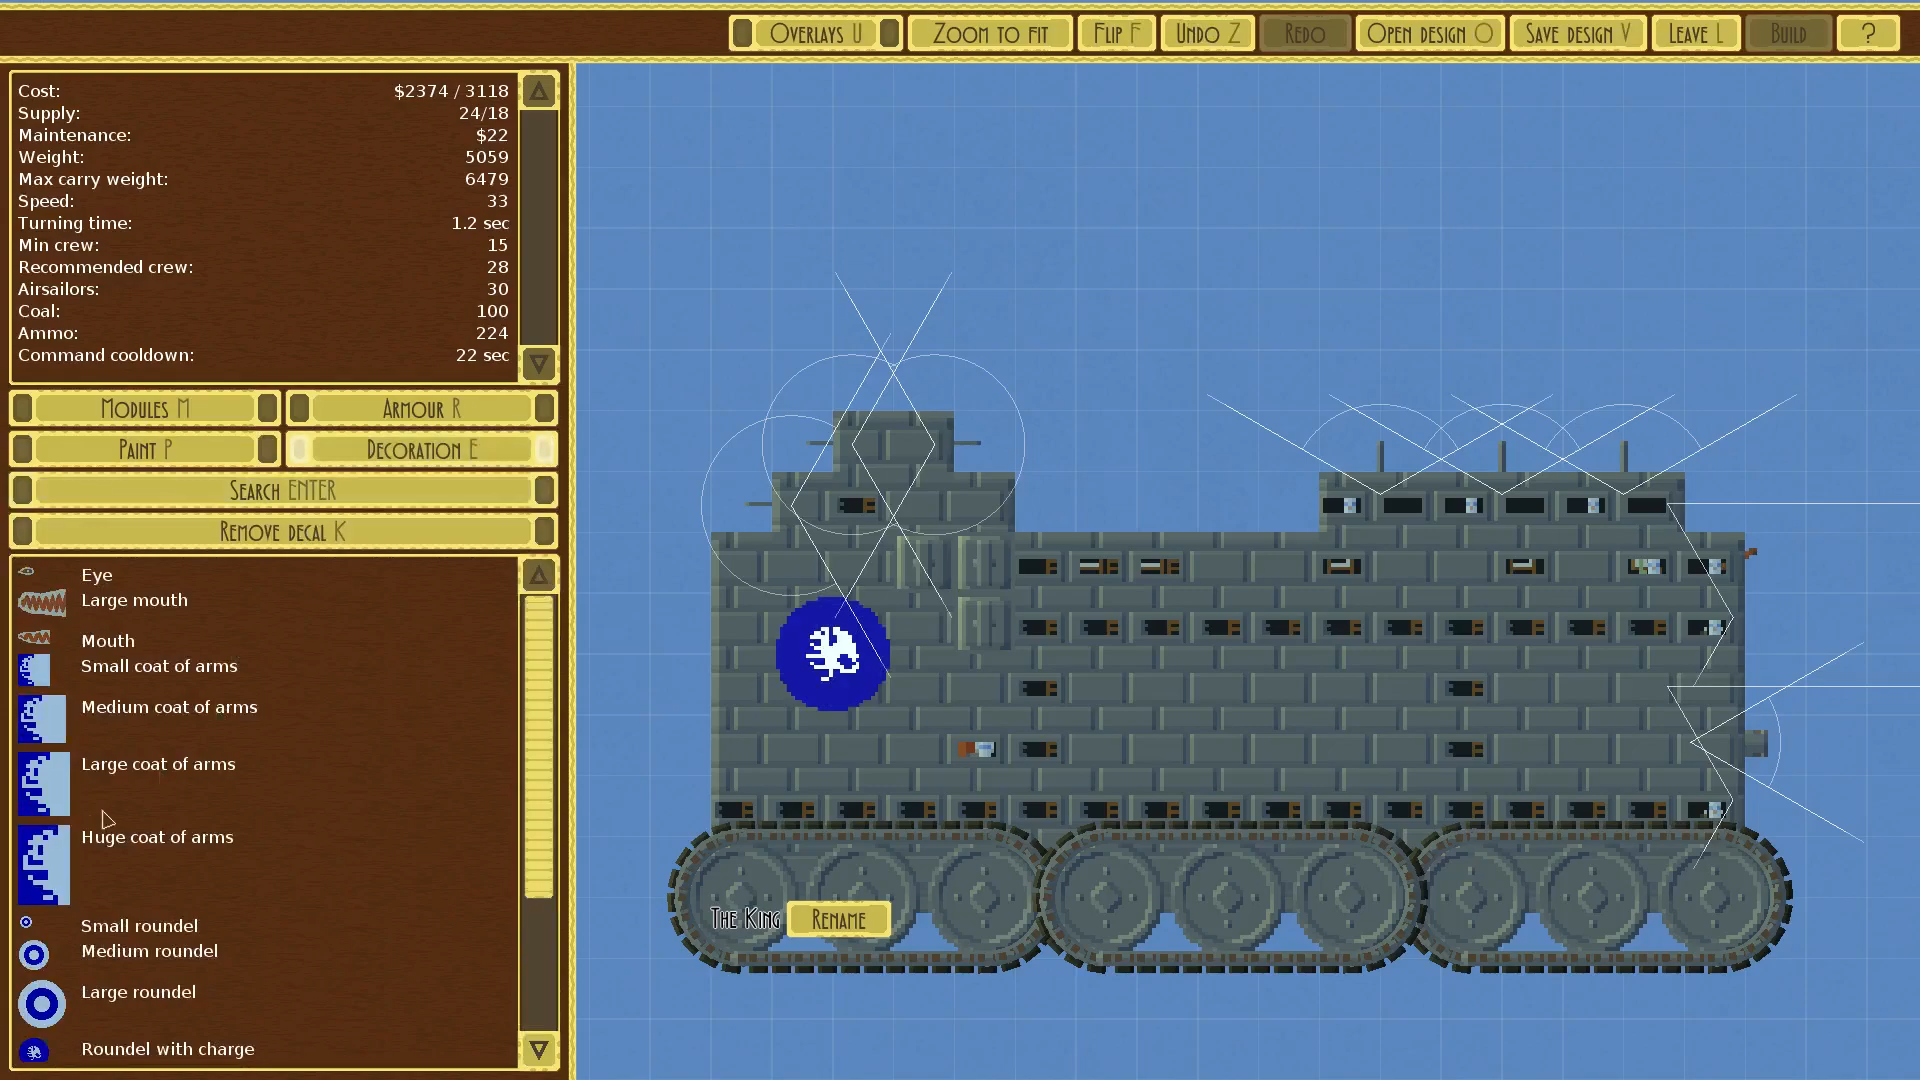 OVERLAYS U
ZOOM TO FIT
FLIP F
UNDO Z
REDO
OPEN DESIGN O
SAVE DESIGN V
LEAVE L
BUILD
?
Cost: $2374 / 3118
Supply: 24/18
Maintenance: $22
Weight: 5059
Max carry weight: 6479
Speed: 33
Turning time: 1.2 sec
Min crew: 15
Recommended crew: 28
Airsailors: 30
Coal: 100
Ammo: 224
Command cooldown: 22 sec
MODULES M
ARMOUR R
PAINT P
DECORATION E
SEARCH ENTER
REMOVE DECAL K
Eye
Large mouth
Mouth
Small coat of arms
Medium coat of arms
Large coat of arms
Huge coat of arms
Small roundel
Medium roundel
Large roundel
Roundel with charge
THE KING
RENAME